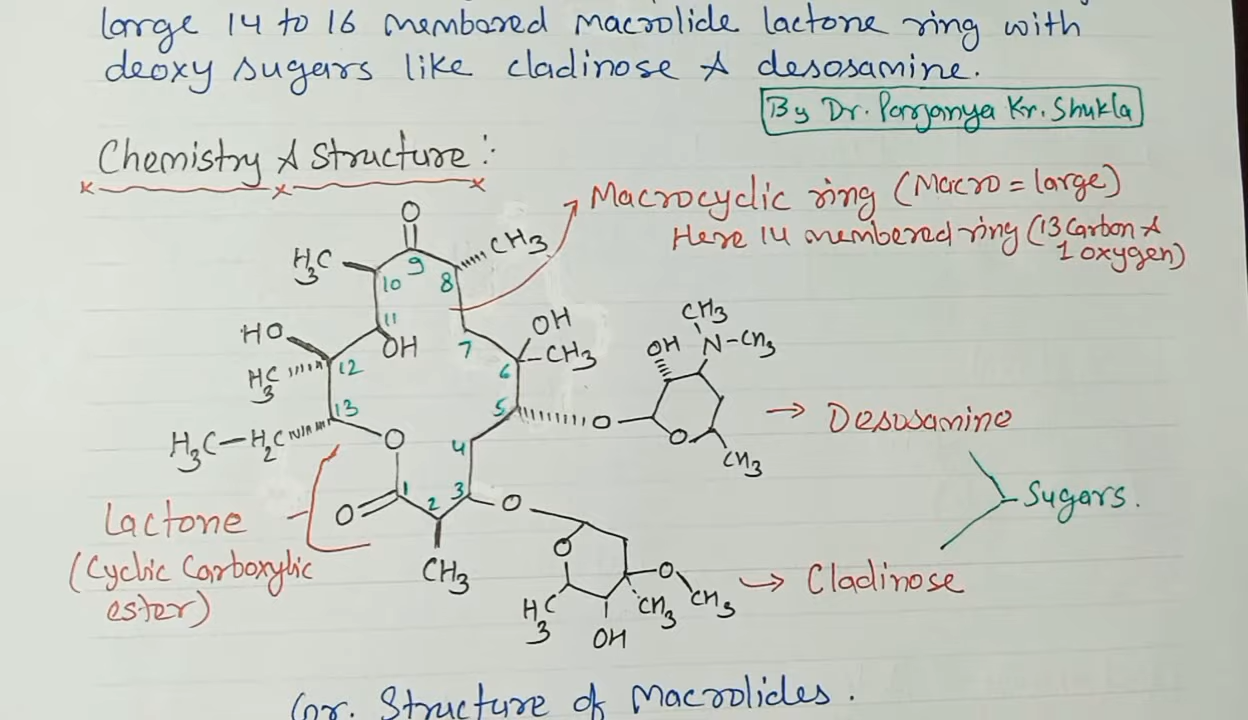 large 14 to 16 membared macrolide lactone ring with
deoxy sugars like cladinose & desosamine.
By Dr. Parjanya Kr. Shukla
Chemistry & Structure:
Macrocyclic ring (Macro = large)
Here 14 membered ring (13 Carbon &
1 oxygen)
O
H3C
9
CH3
10
8
11
HO
OH
7
OH
CH3
6
H3C
12
CH3
OH
N-CH3
13
5
O
O
CH3
Desosamine
H3C-H2C
O
4
Sugars.
Lactone
(Cyclic Carboxylic
ester)
O
1
2
3
O
CH3
O
O
CH3
CH3
Cladinose
H3C
OH
Gr. Structure of Macrolides.